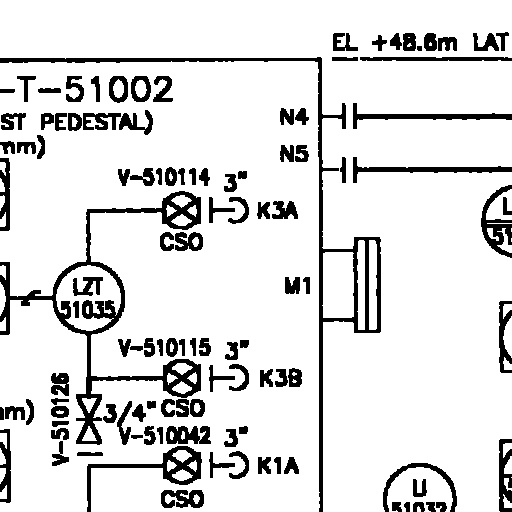 EL +48.6m LAT
-T-51002
ST PEDESTAL)
mm)
N4
N5
V-510114 3"
K3A
CSO
LZT
51035
M1
V-510115 3"
K3B
CSO
V-510126
3/4"
mm)
V-510042 3"
K1A
CSO
LI
51032
L
51